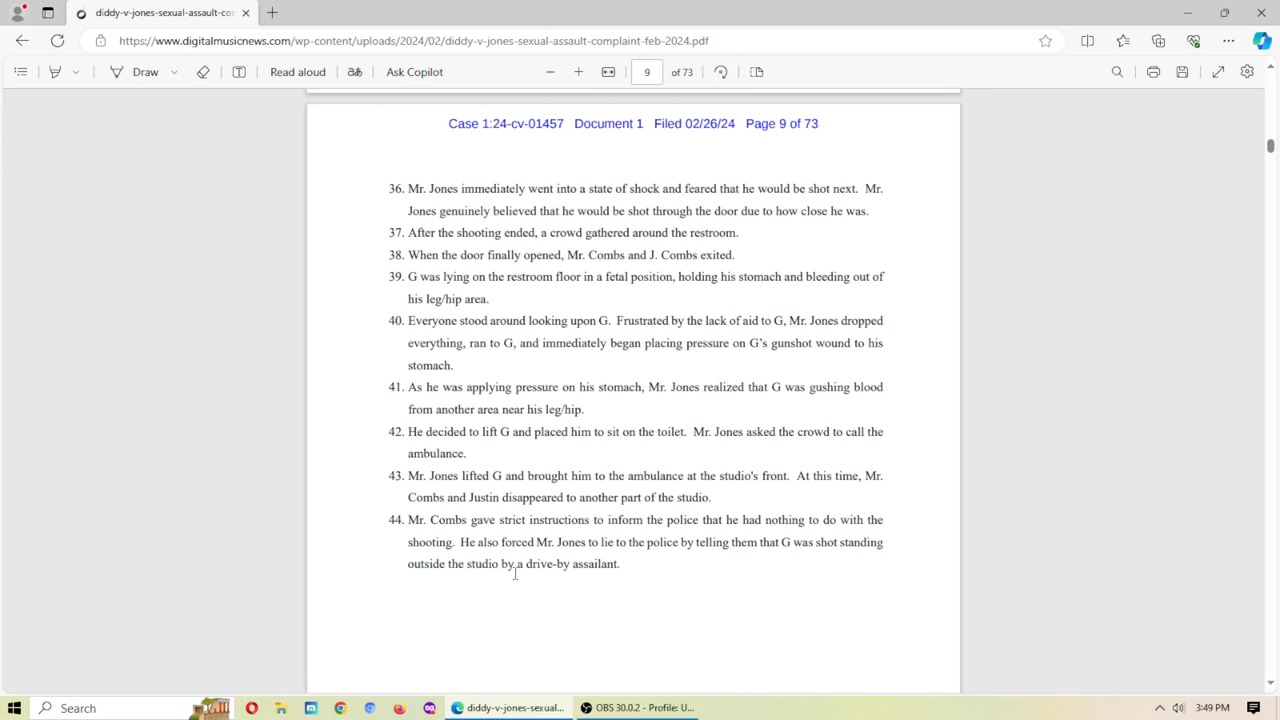 diddy-v-jones-sexual-assault-cor
https://www.digitalmusicnews.com/wp-content/uploads/2024/02/diddy-v-jones-sexual-assault-complaint-feb-2024.pdf
Draw
Read aloud
Ask Copilot
9 of 73
Case 1:24-cv-01457 Document 1 Filed 02/26/24 Page 9 of 73
36. Mr. Jones immediately went into a state of shock and feared that he would be shot next. Mr.
Jones genuinely believed that he would be shot through the door due to how close he was.
37. After the shooting ended, a crowd gathered around the restroom.
38. When the door finally opened, Mr. Combs and J. Combs exited.
39. G was lying on the restroom floor in a fetal position, holding his stomach and bleeding out of
his leg/hip area.
40. Everyone stood around looking upon G. Frustrated by the lack of aid to G, Mr. Jones dropped
everything, ran to G, and immediately began placing pressure on G’s gunshot wound to his
stomach.
41. As he was applying pressure on his stomach, Mr. Jones realized that G was gushing blood
from another area near his leg/hip.
42. He decided to lift G and placed him to sit on the toilet. Mr. Jones asked the crowd to call the
ambulance.
43. Mr. Jones lifted G and brought him to the ambulance at the studio's front. At this time, Mr.
Combs and Justin disappeared to another part of the studio.
44. Mr. Combs gave strict instructions to inform the police that he had nothing to do with the
shooting. He also forced Mr. Jones to lie to the police by telling them that G was shot standing
outside the studio by a drive-by assailant.
Search
diddy-v-jones-sexual...
OBS 30.0.2 - Profile: U...
3:49 PM